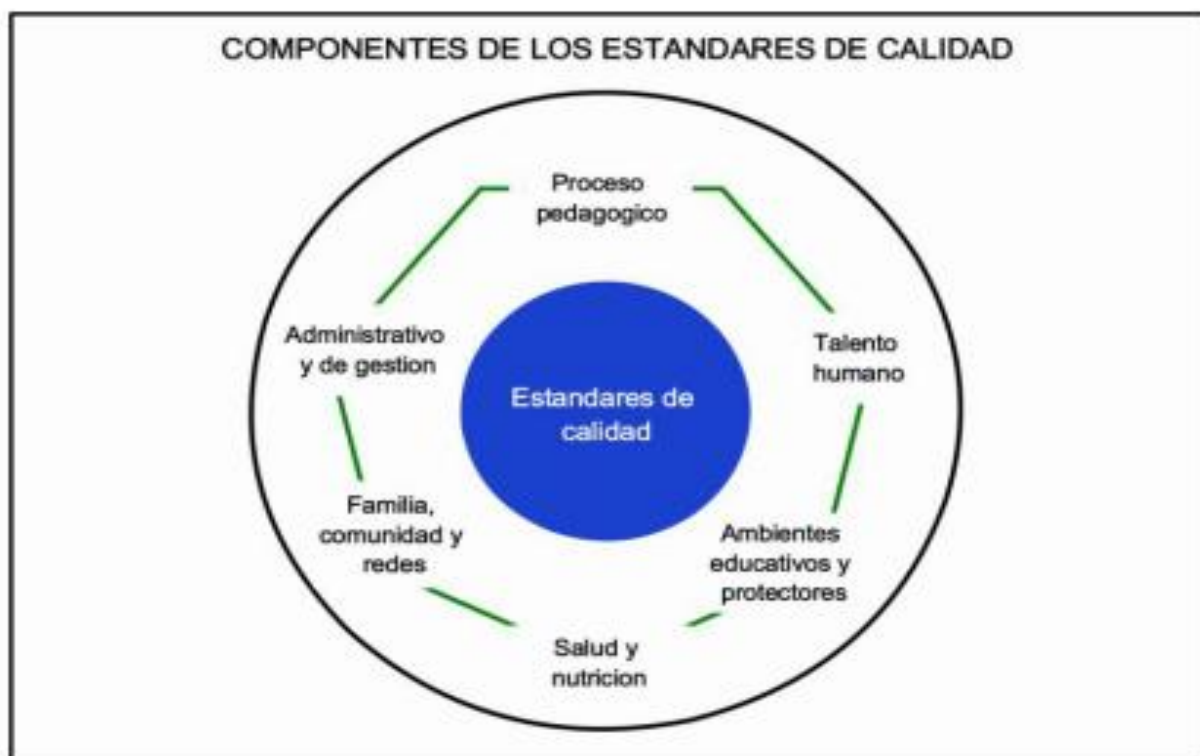 COMPONENTES DE LOS ESTANDARES DE CALIDAD
Proceso
pedagogico
Administrativo
y de gestion
Talento
humano
Estandares de
calidad
Familia,
comunidad y
redes
Ambientes
educativos y
protectores
Salud y
nutricion